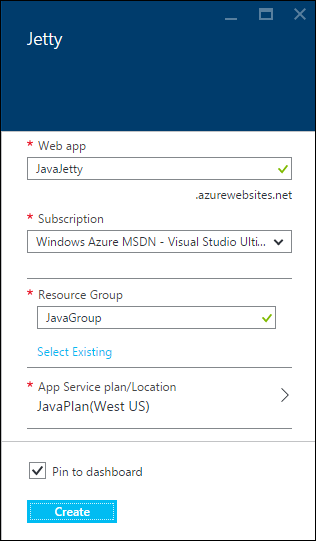 Jetty
* Web app
JavaJetty
.azurewebsites.net
* Subscription
Windows Azure MSDN - Visual Studio Ulti...
* Resource Group
JavaGroup
Select Existing
* App Service plan/Location
JavaPlan(West US)
Pin to dashboard
Create